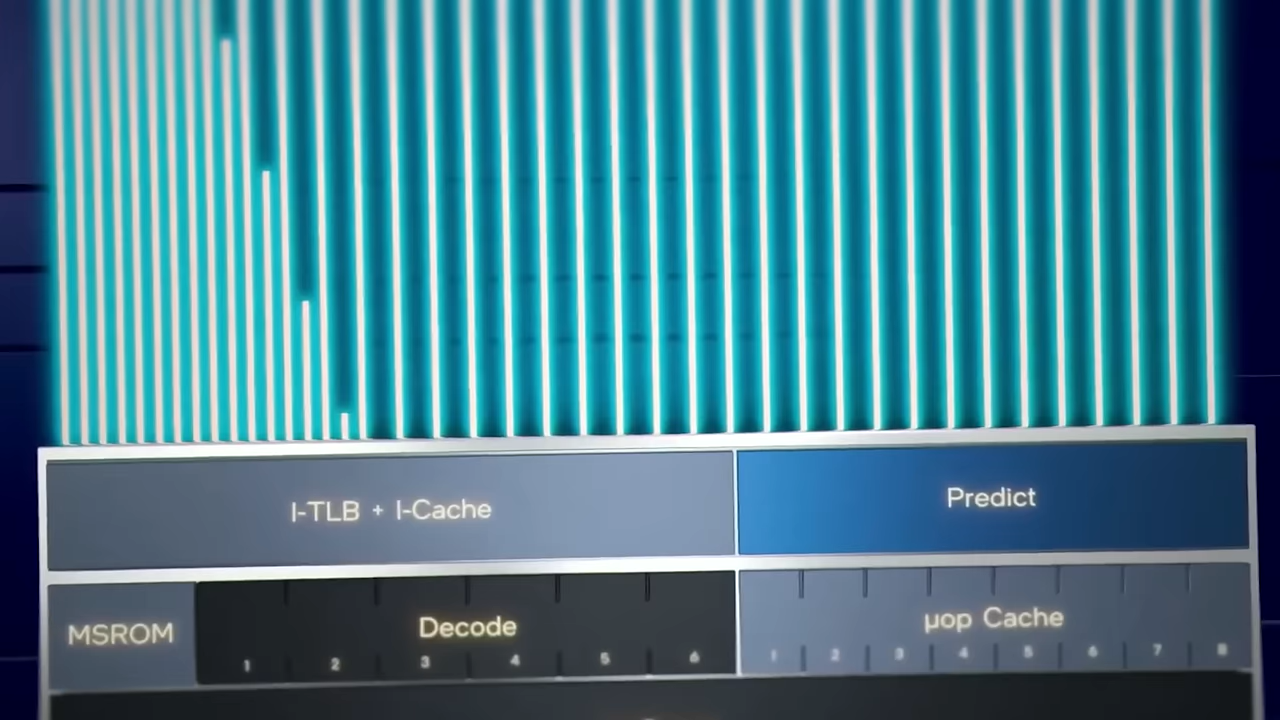 I-TLB + I-Cache
Predict
MSROM
Decode
1 2 3 4 5 6
µop Cache
1 2 3 4 5 6 7 8